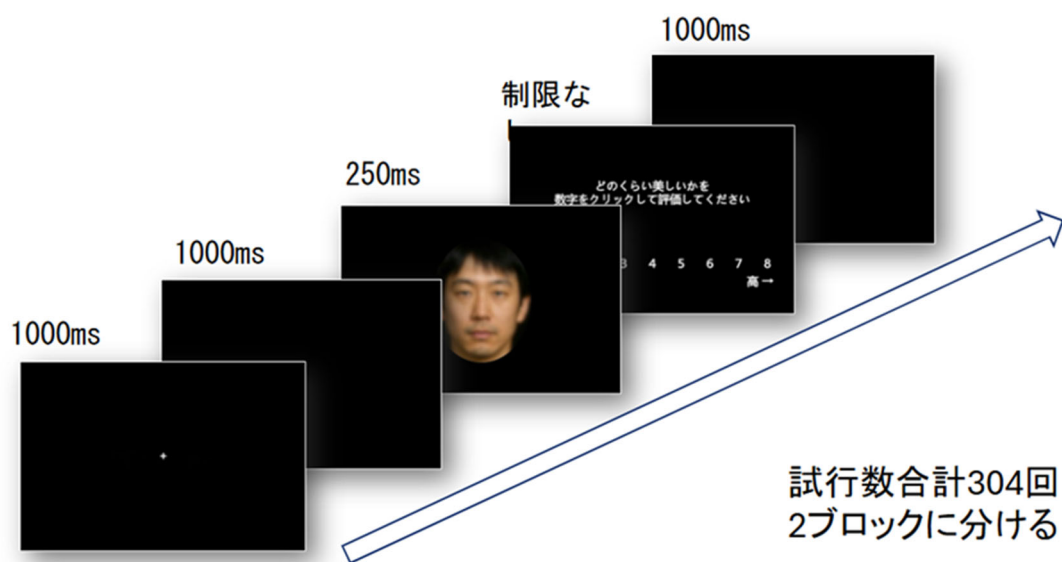 1000ms
制限な
250ms
どのくらい美しいかを
数字をクリックして評価してください
3 4 5 6 7 8
高→
1000ms
1000ms
+
1000ms
試行数合計304回
2ブロックに分ける